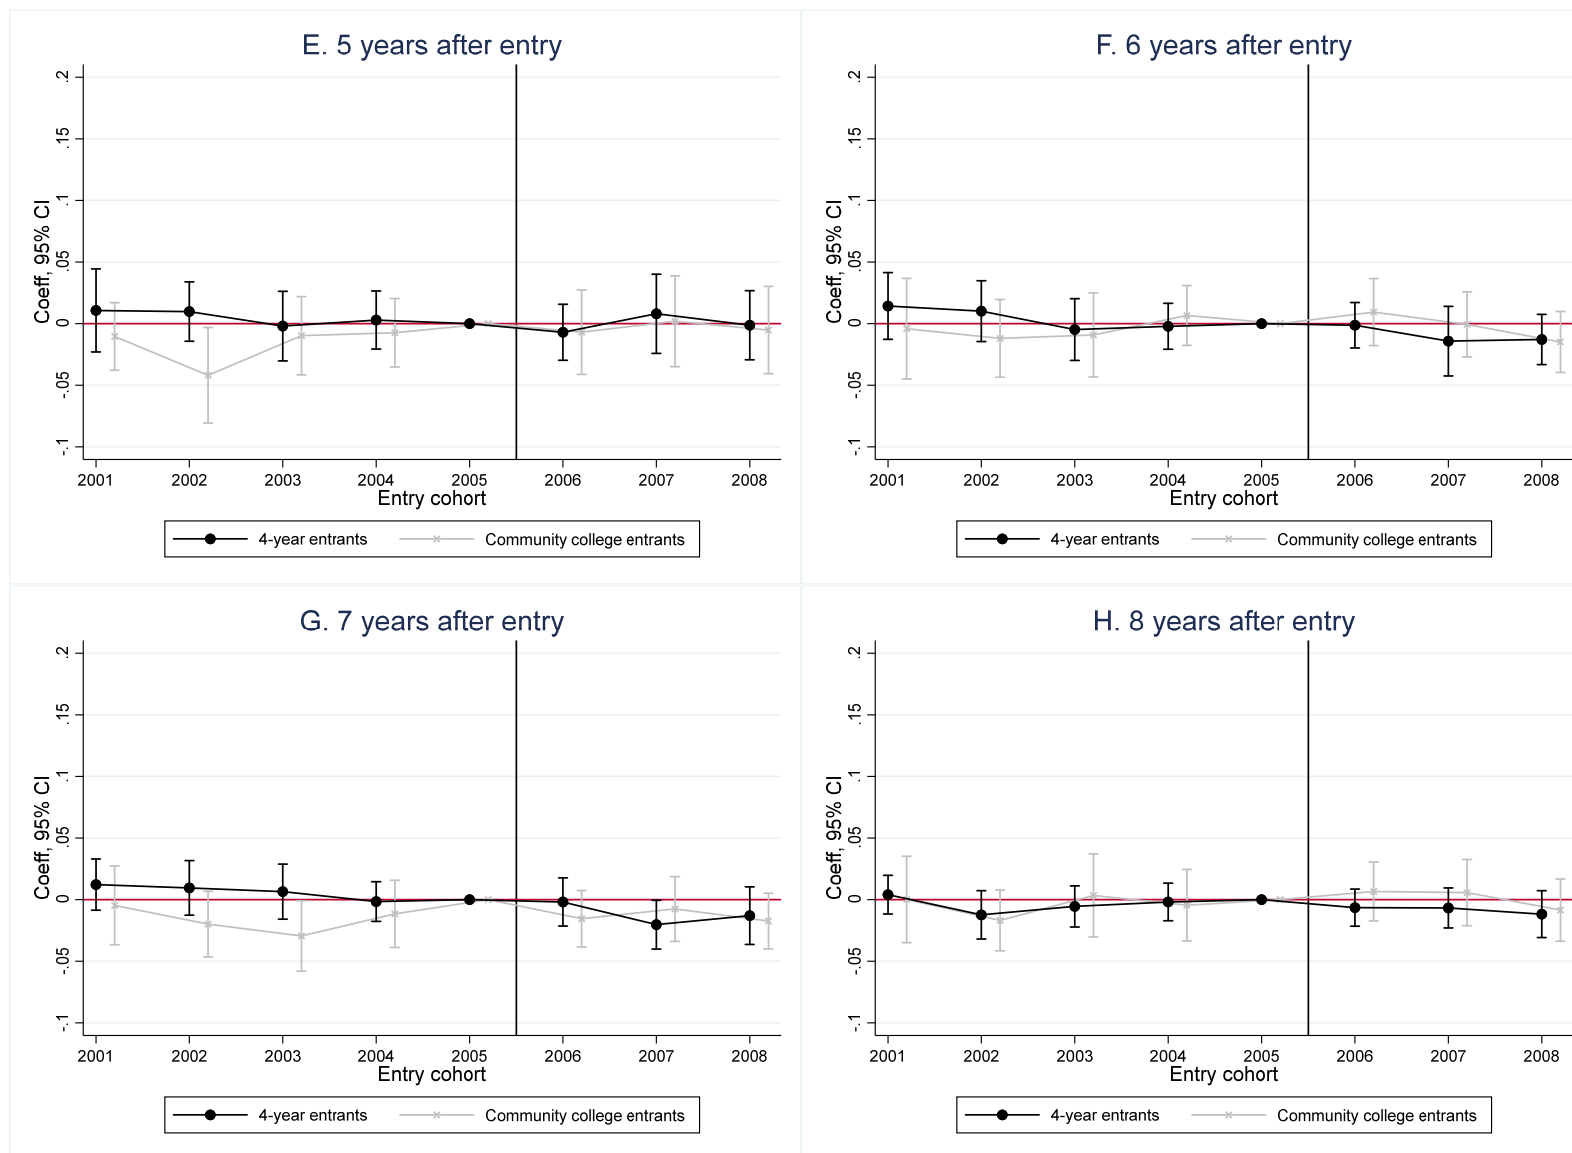 E. 5 years after entry
Coeff, 95% CI
.2
.15
.1
.05
0
-.05
-.1
2001 2002 2003 2004 2005 2006 2007 2008
Entry cohort
4-year entrants Community college entrants
F. 6 years after entry
Coeff, 95% CI
.2
.15
.1
.05
0
-.05
-.1
2001 2002 2003 2004 2005 2006 2007 2008
Entry cohort
4-year entrants Community college entrants
G. 7 years after entry
Coeff, 95% CI
.2
.15
.1
.05
0
-.05
-.1
2001 2002 2003 2004 2005 2006 2007 2008
Entry cohort
4-year entrants Community college entrants
H. 8 years after entry
Coeff, 95% CI
.2
.15
.1
.05
0
-.05
-.1
2001 2002 2003 2004 2005 2006 2007 2008
Entry cohort
4-year entrants Community college entrants